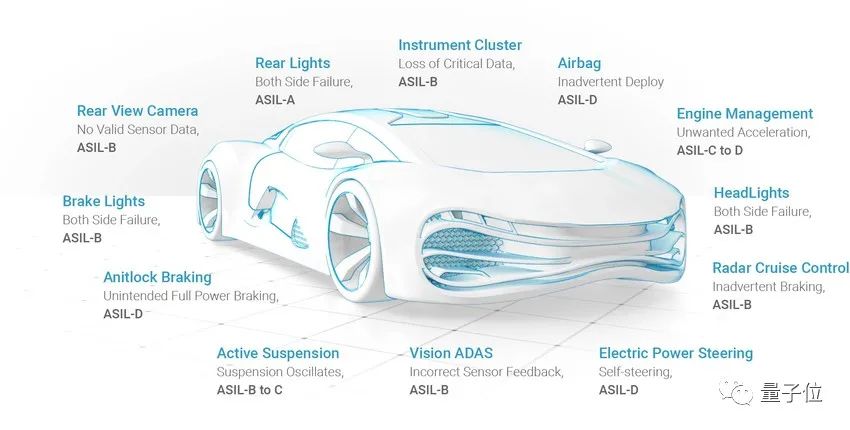 Instrument Cluster
Loss of Critical Data,
ASIL-B
Rear Lights
Both Side Failure,
ASIL-A
Airbag
Inadvertent Deploy
ASIL-D
Rear View Camera
No Valid Sensor Data,
ASIL-B
Engine Management
Unwanted Acceleration,
ASIL-C to D
Brake Lights
Both Side Failure,
ASIL-B
HeadLights
Both Side Failure,
ASIL-B
Anitlock Braking
Unintended Full Power Braking,
ASIL-D
Radar Cruise Control
Inadvertent Braking,
ASIL-B
Active Suspension
Suspension Oscillates,
ASIL-B to C
Vision ADAS
Incorrect Sensor Feedback,
ASIL-B
Electric Power Steering
Self-steering,
ASIL-D
量子位